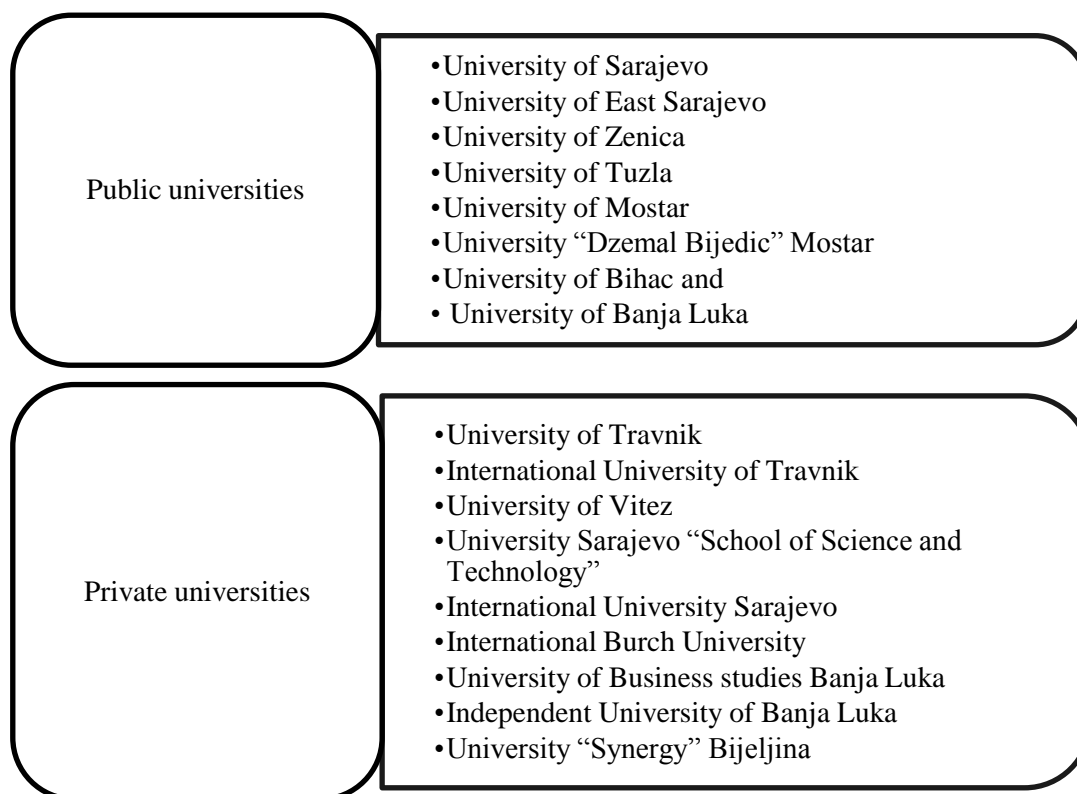 Public universities
•University of Sarajevo
•University of East Sarajevo
•University of Zenica
•University of Tuzla
•University of Mostar
•University “Dzemal Bijedic” Mostar
•University of Bihac and
• University of Banja Luka
Private universities
•University of Travnik
•International University of Travnik
•University of Vitez
•University Sarajevo “School of Science and
Technology”
•International University Sarajevo
•International Burch University
•University of Business studies Banja Luka
•Independent University of Banja Luka
•University “Synergy” Bijeljina